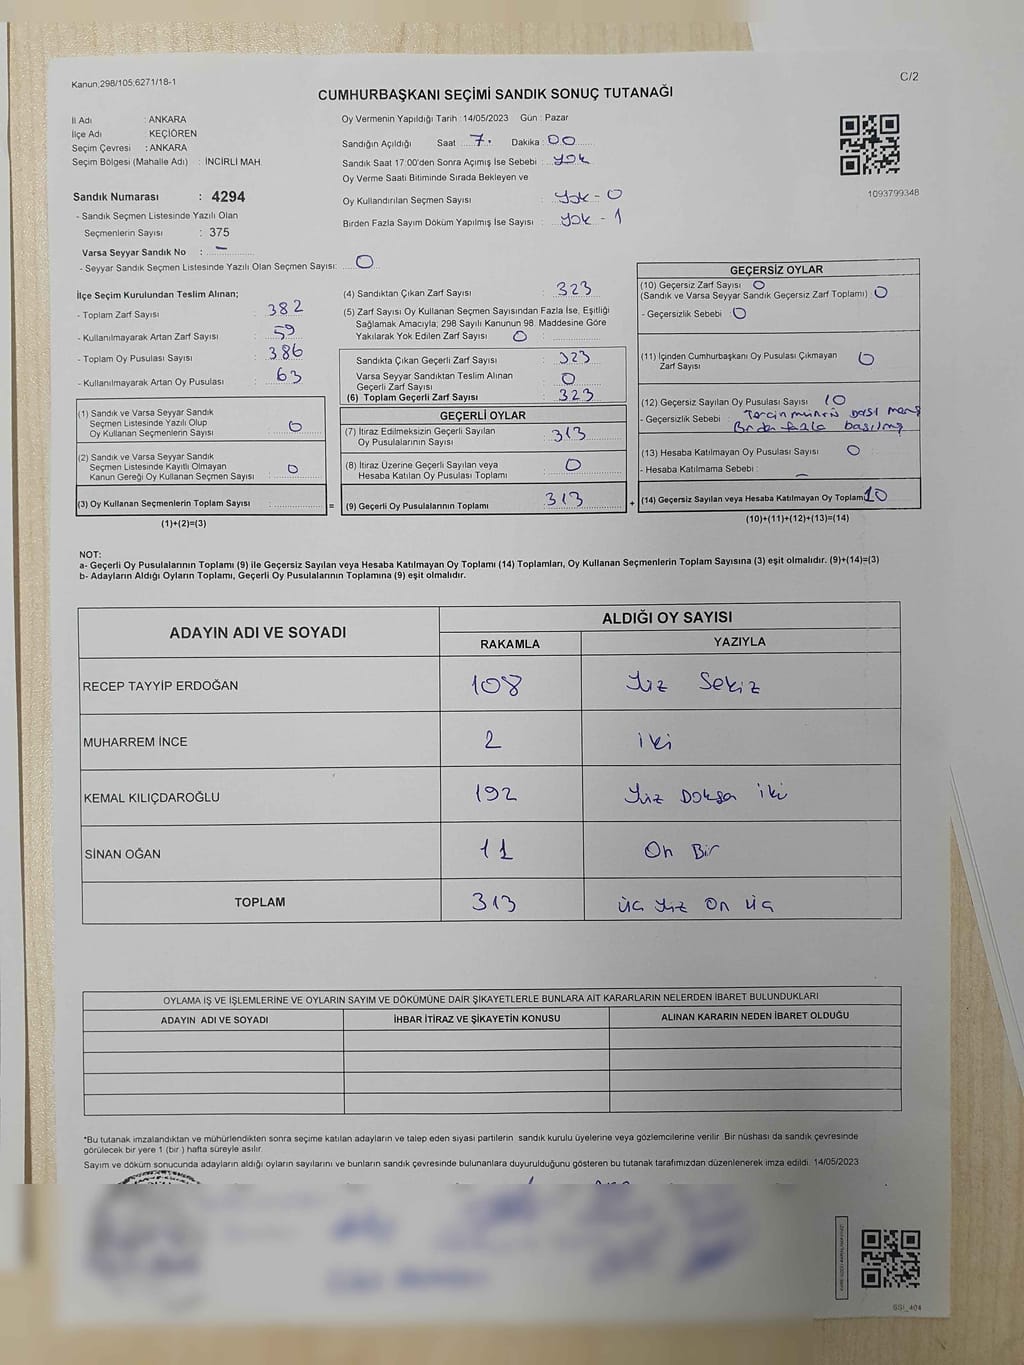 Kanun;298/105;6271/18-1
C/2
CUMHURBAŞKANI SEÇİMİ SANDIK SONUÇ TUTANAĞI
İl Adı : ANKARA
İlçe Adı : KEÇİÖREN
Seçim Çevresi : ANKARA
Seçim Bölgesi (Mahalle Adı) : İNCİRLİ MAH.
Sandık Numarası : 4294
- Sandık Seçmen Listesinde Yazılı Olan
Seçmenlerin Sayısı : 375
Varsa Seyyar Sandık No : –
- Seyyar Sandık Seçmen Listesinde Yazılı Olan Seçmen Sayısı: 0
Oy Vermenin Yapıldığı Tarih : 14/05/2023 Gün : Pazar
Sandığın Açıldığı Saat 7. Dakika : 00
Sandık Saat 17:00'den Sonra Açımış İse Sebebi : Yok
Oy Verme Saati Bitiminde Sırada Bekleyen ve
Oy Kullandırılan Seçmen Sayısı : Yok - 0
Birden Fazla Sayım Döküm Yapılmış İse Sayısı : Yok - 1
1093799348
İlçe Seçim Kurulundan Teslim Alınan;
- Toplam Zarf Sayısı : 382
- Kullanılmayarak Artan Zarf Sayısı : 59
- Toplam Oy Pusulası Sayısı : 386
- Kullanılmayarak Artan Oy Pusulası : 63
(1) Sandık ve Varsa Seyyar Sandık
Seçmen Listesinde Yazılı Olup
Oy Kullanan Seçmenlerin Sayısı : 0
(2) Sandık ve Varsa Seyyar Sandık
Seçmen Listesinde Kayıtlı Olmayan
Kanun Gereği Oy Kullanan Seçmen Sayısı : 0
(3) Oy Kullanan Seçmenlerin Toplam Sayısı :
=
(1)+(2)=(3)
(4) Sandıktan Çıkan Zarf Sayısı : 323
(5) Zarf Sayısı Oy Kullanan Seçmen Sayısından Fazla İse, Eşitliği
Sağlamak Amacıyla; 298 Sayılı Kanunun 98. Maddesine Göre
Yakılarak Yok Edilen Zarf Sayısı : 0
Sandıkta Çıkan Geçerli Zarf Sayısı : 323
Varsa Seyyar Sandıktan Teslim Alınan
Geçerli Zarf Sayısı : 0
(6) Toplam Geçerli Zarf Sayısı : 323
GEÇERLİ OYLAR
(7) İtiraz Edilmeksizin Geçerli Sayılan
Oy Pusulalarının Sayısı : 313
(8) İtiraz Üzerine Geçerli Sayılan veya
Hesaba Katılan Oy Pusulası Toplamı : 0
(9) Geçerli Oy Pusulalarının Toplamı : 313
+
GEÇERSİZ OYLAR
(10) Geçersiz Zarf Sayısı : 0
(Sandık ve Varsa Seyyar Sandık Geçersiz Zarf Toplamı) : 0
- Geçersizlik Sebebi : 0
(11) İçinden Cumhurbaşkanı Oy Pusulası Çıkmayan
Zarf Sayısı : 0
(12) Geçersiz Sayılan Oy Pusulası Sayısı : 10
- Geçersizlik Sebebi : Tercih mührü
Birden fazla basılmış
(13) Hesaba Katılmayan Oy Pusulası Sayısı : 0
- Hesaba Katılmama Sebebi : –
(14) Geçersiz Sayılan veya Hesaba Katılmayan Oy Toplam 10
(10)+(11)+(12)+(13)=(14)
NOT:
a- Geçerli Oy Pusulalarının Toplamı (9) ile Geçersiz Sayılan veya Hesaba Katılmayan Oy Toplamı (14) Toplamları, Oy Kullanan Seçmenlerin Toplam Sayısına (3) eşit olmalıdır. (9)+(14)=(3)
b- Adayların Aldığı Oyların Toplamı, Geçerli Oy Pusulalarının Toplamına (9) eşit olmalıdır.
ADAYIN ADI VE SOYADI ALDIĞI OY SAYISI
RAKAMLA YAZIYLA
RECEP TAYYİP ERDOĞAN 108 Yüz Sekiz
MUHARREM İNCE 2 iki
KEMAL KILIÇDAROĞLU 192 Yüz Doksan iki
SİNAN OĞAN 11 On Bir
TOPLAM 313 üç Yüz On üç
OYLAMA İŞ VE İŞLEMLERİNE VE OYLARIN SAYIM VE DÖKÜMÜNE DAİR ŞİKAYETLERLE BUNLARA AİT KARARLARIN NELERDEN İBARET BULUNDUKLARI
ADAYIN ADI VE SOYADI İHBAR İTİRAZ VE ŞİKAYETİN KONUSU ALINAN KARARIN NEDEN İBARET OLDUĞU
*Bu tutanak imzalandıktan ve mühürlendikten sonra seçime katılan adayların ve talep eden siyasi partilerin sandık kurulu üyelerine veya gözlemcilerine verilir. Bir nüshası da sandık çevresinde
görülecek bir yere 1 (bir ) hafta süreyle asılır.
Sayım ve döküm sonucunda adayların aldığı oyların sayılarını ve bunların sandık çevresinde bulunanlara duyurulduğunu gösteren bu tutanak tarafımızdan düzenlenerek imza edildi. 14/05/2023
SSI_404